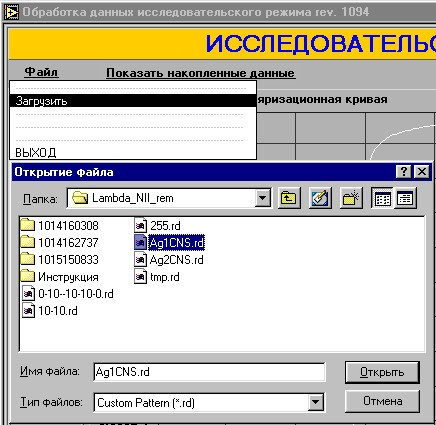 Обработка данных исследовательского режима rev. 1094
ИССЛЕДОВАТЕЛЬС
Файл Показать накопленные данные
Загрузить
яризационная кривая
ВЫХОД
Открытие файла
Папка: Lambda_NII_rem
1014160308 255.rd
1014162737 Ag1CNS.rd
1015150833 Ag2CNS.rd
Инструкция tmp.rd
0-10--10-10-0.rd
10-10.rd
Имя файла: Ag1CNS.rd Открыть
Тип файлов: Custom Pattern (*.rd) Отмена